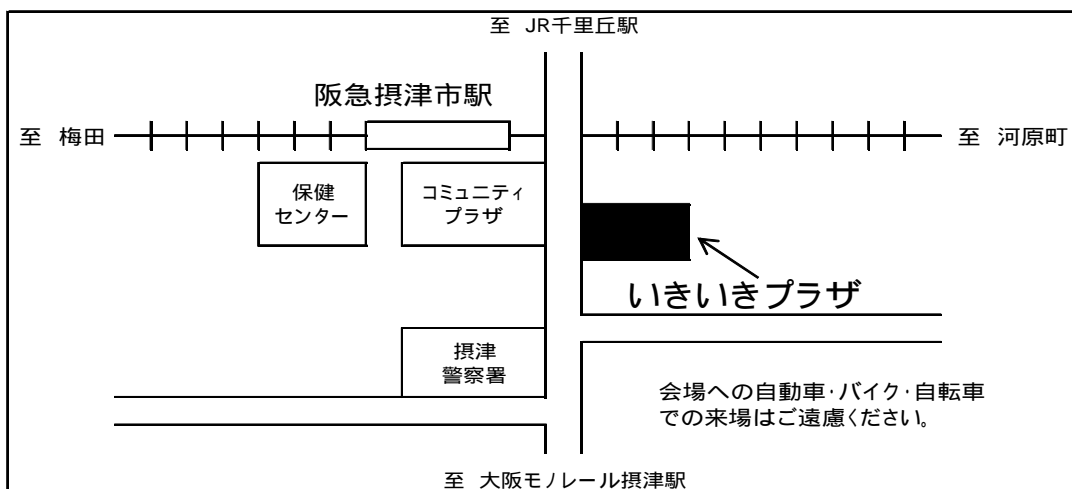 至 JR千里丘駅
阪急摂津市駅
至 梅田
至 河原町
保健
センター
コミュニティ
プラザ
いきいきプラザ
摂津
警察署
会場への自動車・バイク・自転車
での来場はご遠慮ください。
至 大阪モノレール摂津駅